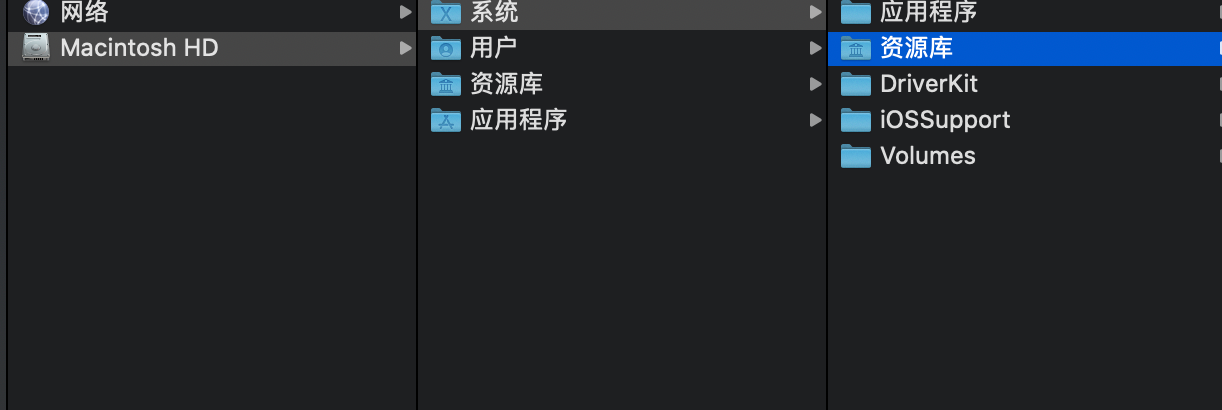 网络
Macintosh HD
系统
用户
资源库
应用程序
应用程序
资源库
DriverKit
iOSSupport
Volumes